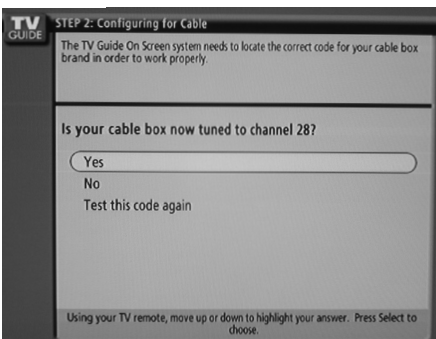 TV
GUIDE
STEP 2: Configuring for Cable
The TV Guide On Screen system needs to locate the correct code for your cable box
brand in order to work properly.
Is your cable box now tuned to channel 28?
Yes
No
Test this code again
Using your TV remote, move up or down to highlight your answer. Press Select to
choose.